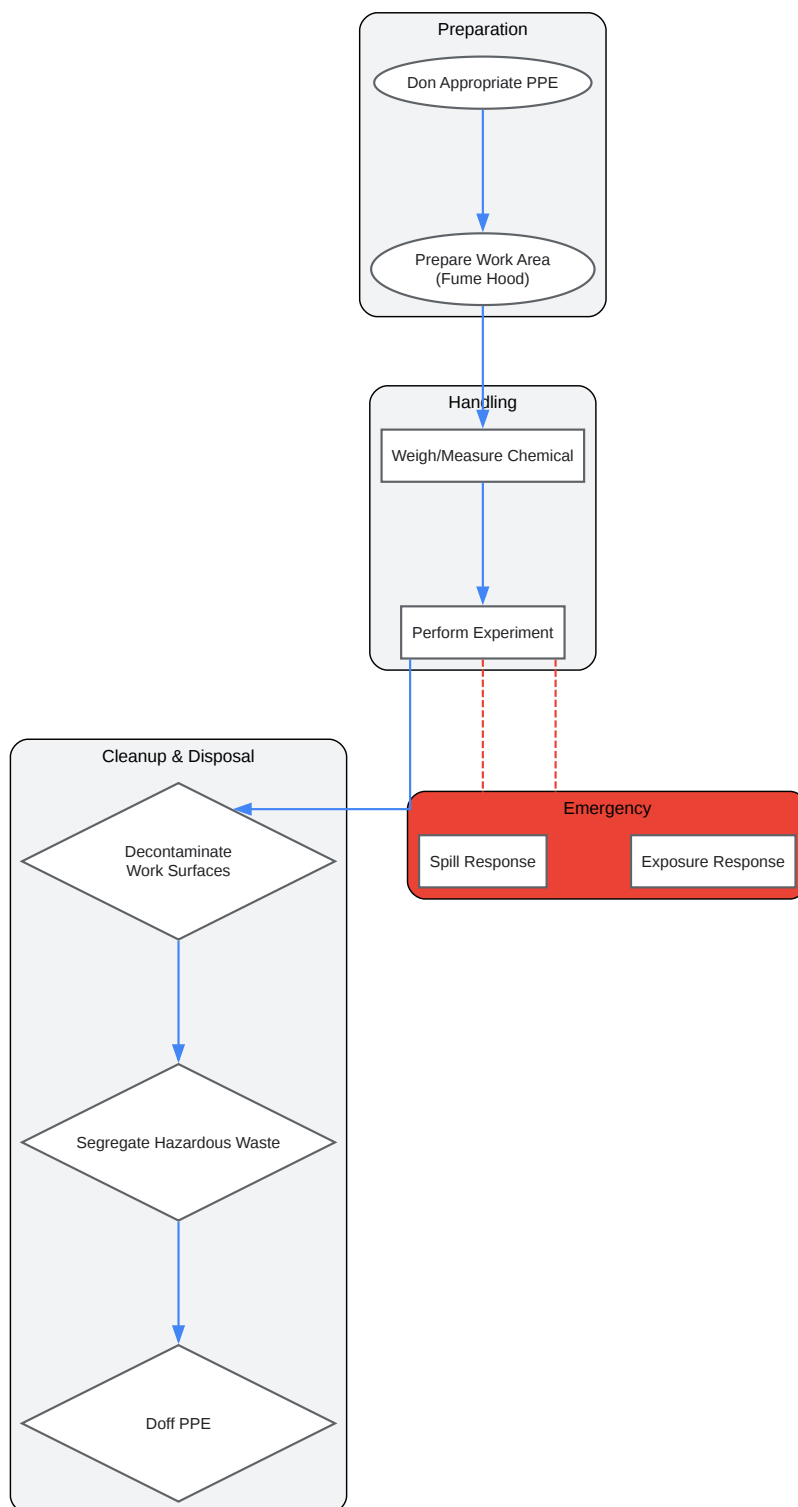 Preparation
Don Appropriate PPE
Prepare Work Area
(Fume Hood)
Handling
Weigh/Measure Chemical
Perform Experiment
Cleanup & Disposal
Decontaminate
Work Surfaces
Emergency
Spill Response
Exposure Response
Segregate Hazardous Waste
Doff PPE